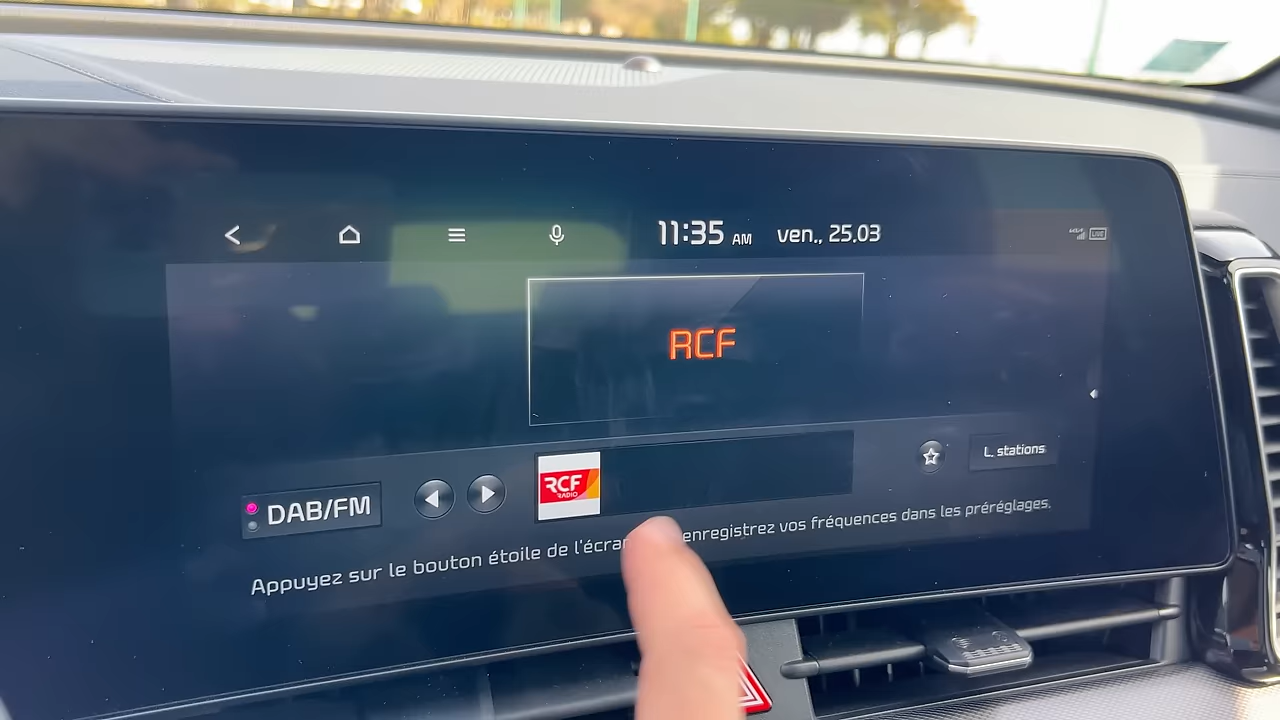 11:35 AM ven., 25.03
LIVE
RCF
DAB/FM
RCF
RADIO
L. stations
Appuyez sur le bouton étoile de l'écran enregistrez vos fréquences dans les préréglages.